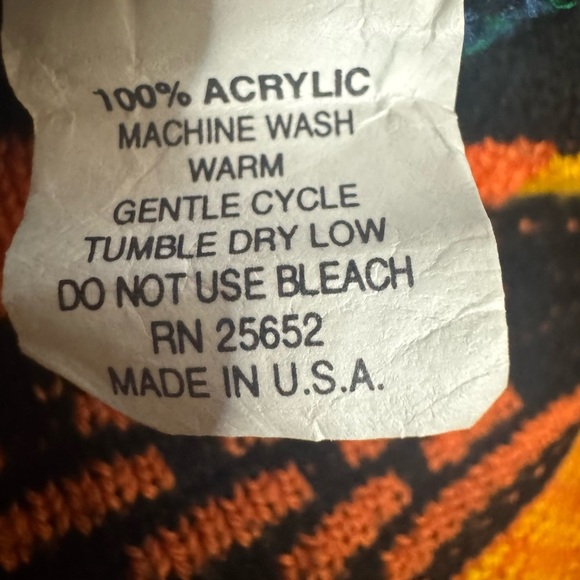 100% ACRYLIC
MACHINE WASH
WARM
GENTLE CYCLE
TUMBLE DRY LOW
DO NOT USE BLEACH
RN 25652
MADE IN U.S.A.